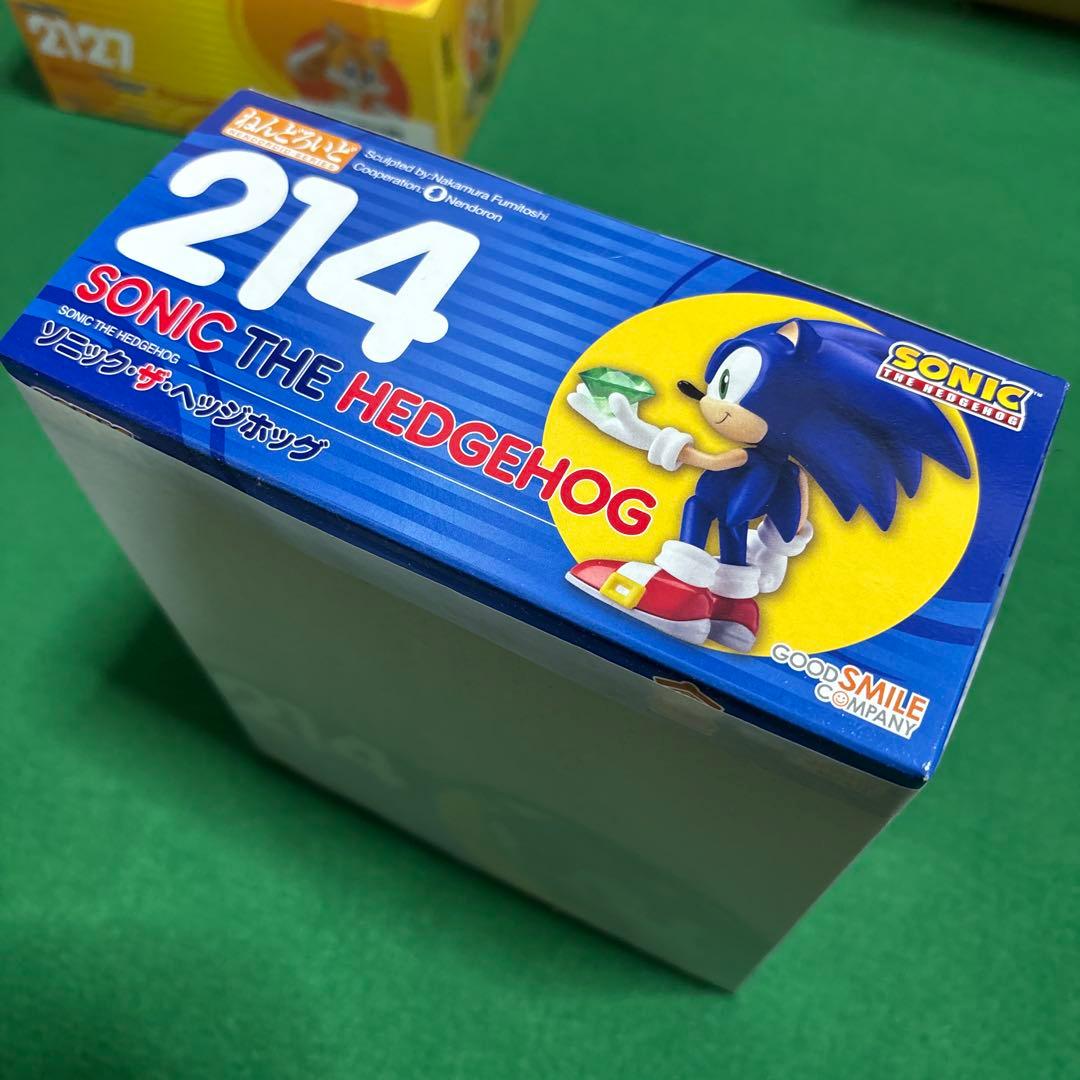 2127
ねんどろいど
NENDOROID SERIES
Sculpted by:Nakamura Fumitoshi
Cooperation: Nendoron
214
SONIC THE HEDGEHOG
SONIC THE HEDGEHOG
ソニック・ザ・ヘッジホッグ
SONIC
THE HEDGEHOG
TM
GOOD SMILE
COMPANY